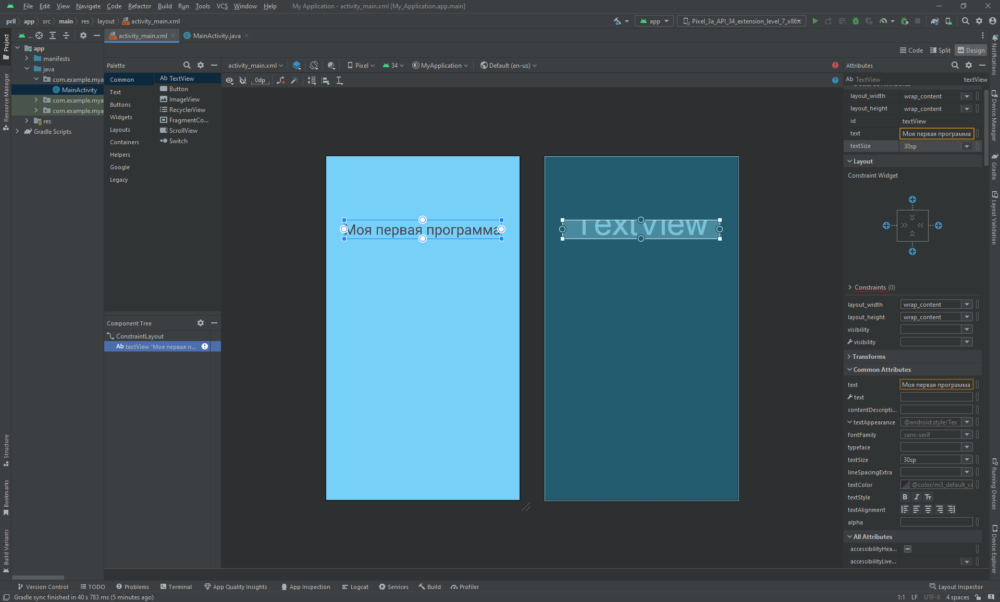 File Edit View Navigate Code Refactor Build Run Tools VCS Window Help My Application - activity_main.xml [My_Application.app.main]
pril app src main res layout activity_main.xml app Pixel_3a_API_34_extension_level_7_x86...
... activity_main.xml MainActivity.java
Project
Resource Manager
Structure
Bookmarks
Build Variants
app
manifests
java
com.example.mya
MainActivity
com.example.mya
com.example.mya
res
Gradle Scripts
Code Split Design
Palette
Common
Text
Buttons
Widgets
Layouts
Containers
Helpers
Google
Legacy
Ab TextView
Button
ImageView
RecyclerView
FragmentCo...
ScrollView
Switch
Component Tree
ConstraintLayout
Ab textView "Моя первая п...
activity_main.xml Pixel 34 MyApplication Default (en-us)
0dp
Моя первая программа
TextView
Attributes
Ab TextView textView
layout_width wrap_content
layout_height wrap_content
id textView
text Моя первая программа
textSize 30sp
Layout
Constraint Widget
Constraints (0)
layout_width wrap_content
layout_height wrap_content
visibility
visibility
Transforms
Common Attributes
text Моя первая программа
text
contentDescripti...
textAppearance @android:style/Tex
fontFamily sans-serif
typeface
textSize 30sp
lineSpacingExtra
textColor @color/m3_default_co
textStyle B I Tr
textAlignment
alpha
All Attributes
accessibilityHea...
accessibilityLive...
Notifications
Device Manager
Gradle
Layout Validation
Running Devices
Device Explorer
Version Control TODO Problems Terminal App Quality Insights App Inspection Logcat Services Build Profiler Layout Inspector
Gradle sync finished in 40 s 783 ms (5 minutes ago) 1:1 LF UTF-8 4 spaces